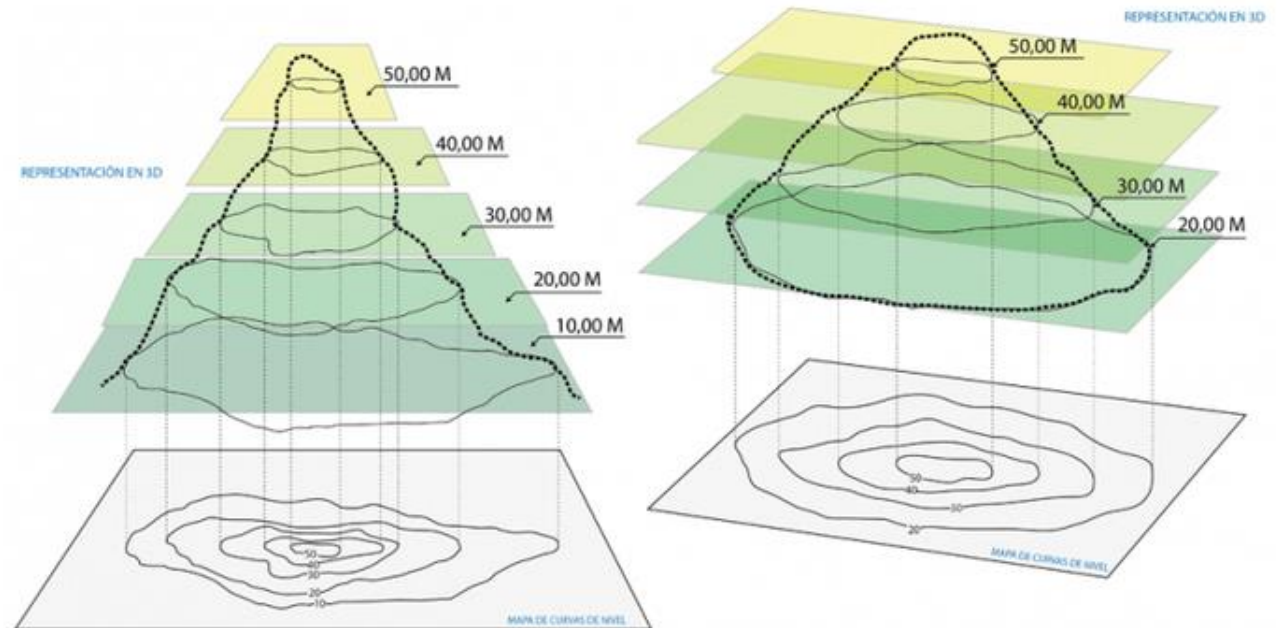 REPRESENTACIÓN EN 3D
50,00 M
40,00 M
30,00 M
20,00 M
10,00 M
50
40
30
20
10
MAPA DE CURVAS DE NIVEL
REPRESENTACIÓN EN 3D
50,00 M
40,00 M
30,00 M
20,00 M
50
40
30
20
MAPA DE CURVAS DE NIVEL